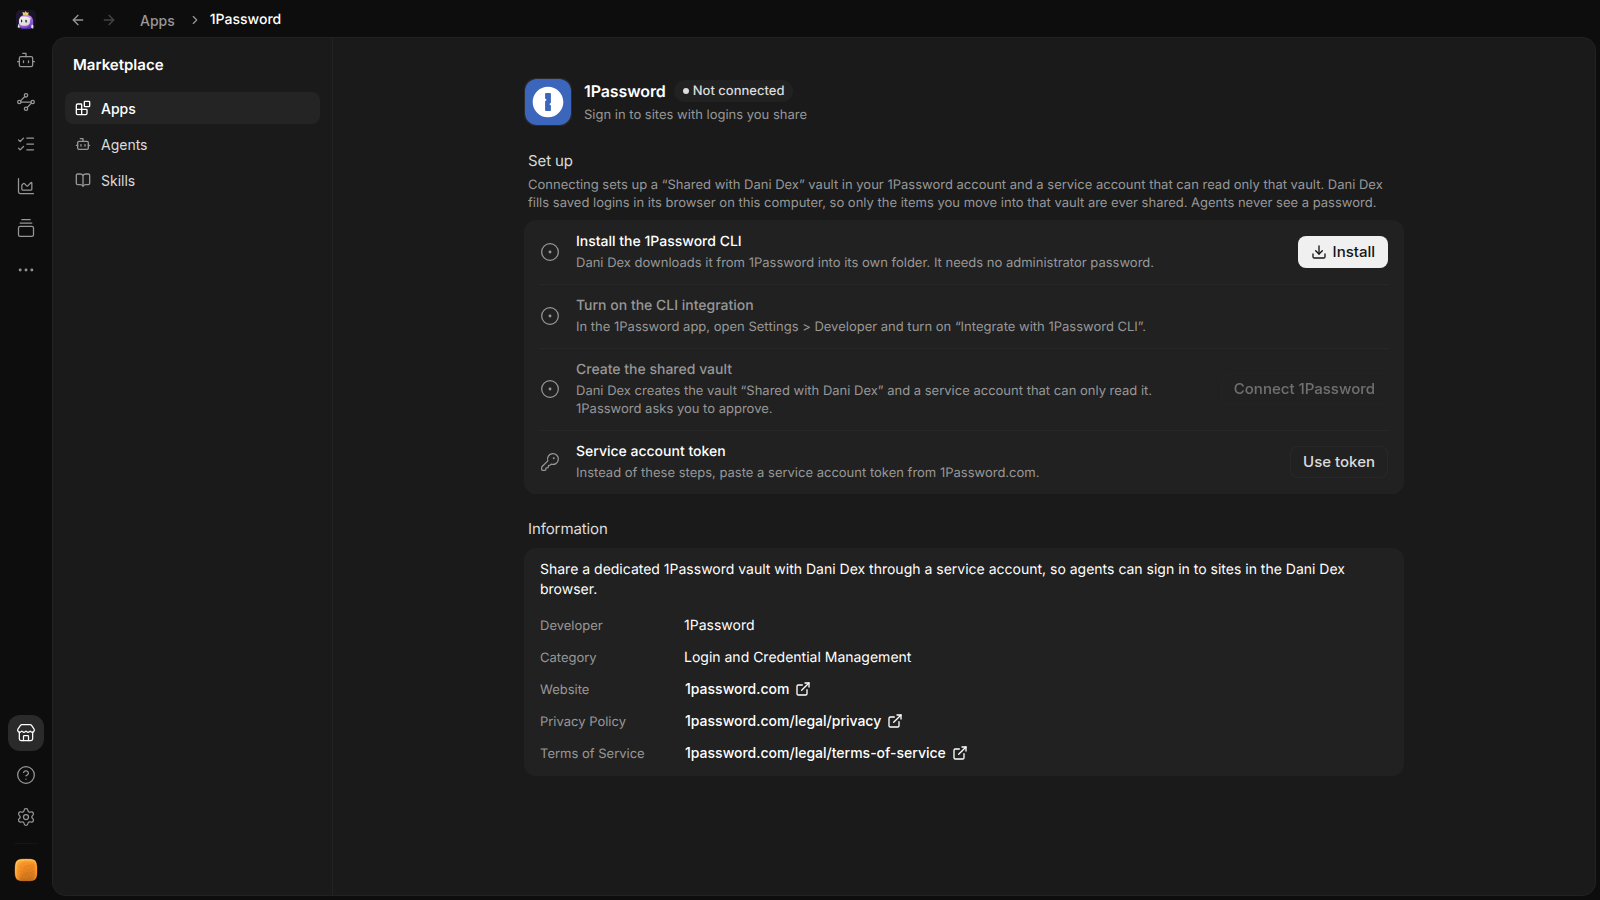 Apps
1Password
Marketplace
Apps
Agents
Skills
1Password
Not connected
Sign in to sites with logins you share
Set up
Connecting sets up a “Shared with Dani Dex” vault in your 1Password account and a service account that can read only that vault. Dani Dex
fills saved logins in its browser on this computer, so only the items you move into that vault are ever shared. Agents never see a password.
Install the 1Password CLI
Dani Dex downloads it from 1Password into its own folder. It needs no administrator password.
Install
Turn on the CLI integration
In the 1Password app, open Settings > Developer and turn on “Integrate with 1Password CLI”.
Create the shared vault
Dani Dex creates the vault “Shared with Dani Dex” and a service account that can only read it.
1Password asks you to approve.
Connect 1Password
Service account token
Instead of these steps, paste a service account token from 1Password.com.
Use token
Information
Share a dedicated 1Password vault with Dani Dex through a service account, so agents can sign in to sites in the Dani Dex
browser.
Developer 1Password
Category Login and Credential Management
Website 1password.com
Privacy Policy 1password.com/legal/privacy
Terms of Service 1password.com/legal/terms-of-service